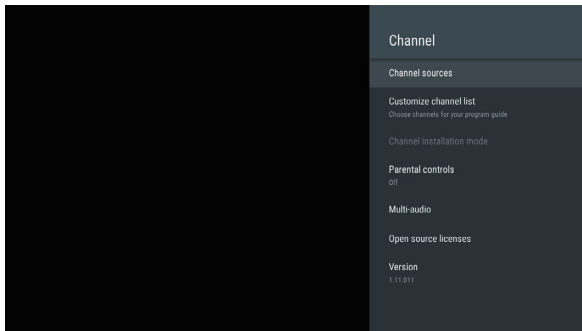 Channel
Channel sources
Customize channel list
Choose channels for your program guide
Channel installation mode
Parental controls
Off
Multi-audio
Open source licenses
Version
1.11.011